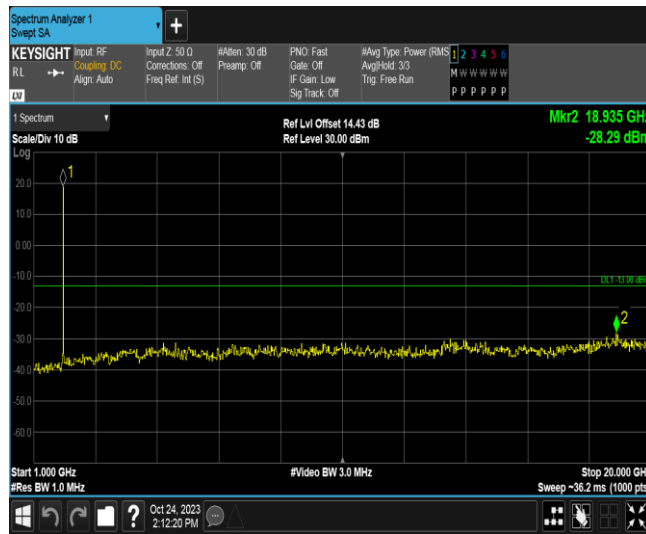 Spectrum Analyzer 1
Swept SA
+
KEYSIGHT
RL
LXI
Input: RF
Coupling: DC
Align: Auto
Input Z: 50 Ω
Corrections: Off
Freq Ref: Int (S)
#Atten: 30 dB
Preamp: Off
PNO: Fast
Gate: Off
IF Gain: Low
Sig Track: Off
#Avg Type: Power (RMS
Avg|Hold: 3/3
Trig: Free Run
1 2 3 4 5 6
M W W W W W
P P P P P P
1 Spectrum
Scale/Div 10 dB
Log
Ref Lvl Offset 14.43 dB
Ref Level 30.00 dBm
Mkr2 18.935 GHz
-28.29 dBm
1
20.0
10.0
0.00
-10.0
DL1 -13.00 dBm
-20.0
2
-30.0
-40.0
-50.0
-60.0
Start 1.000 GHz
#Res BW 1.0 MHz
#Video BW 3.0 MHz
Stop 20.000 GHz
Sweep ~36.2 ms (1000 pts)
?
Oct 24, 2023
2:12:20 PM